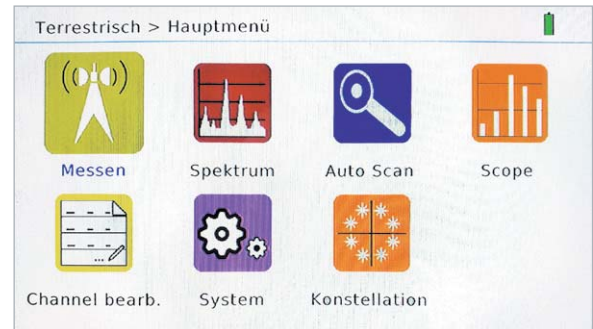 Terrestrisch > Hauptmenü
Messen
Spektrum
Auto Scan
Scope
Channel bearb.
System
Konstellation